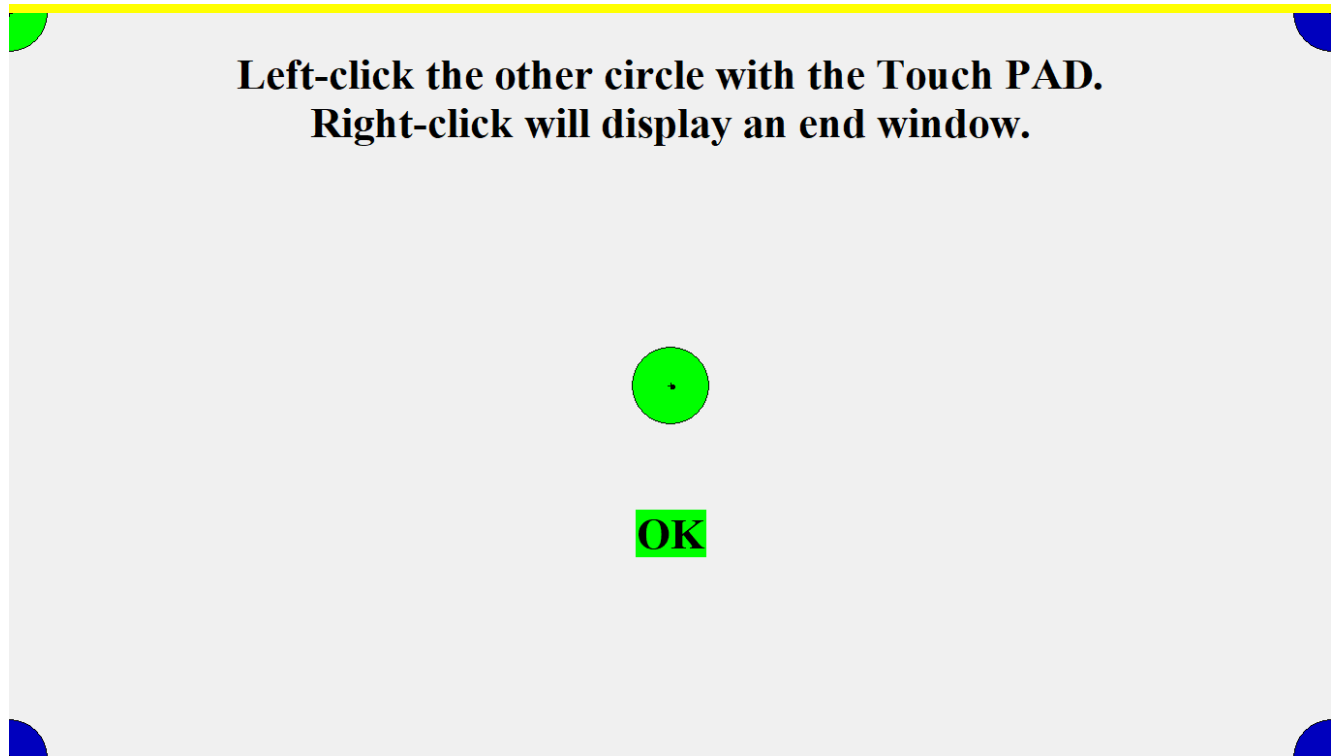 Left-click the other circle with the Touch PAD.
Right-click will display an end window.
OK